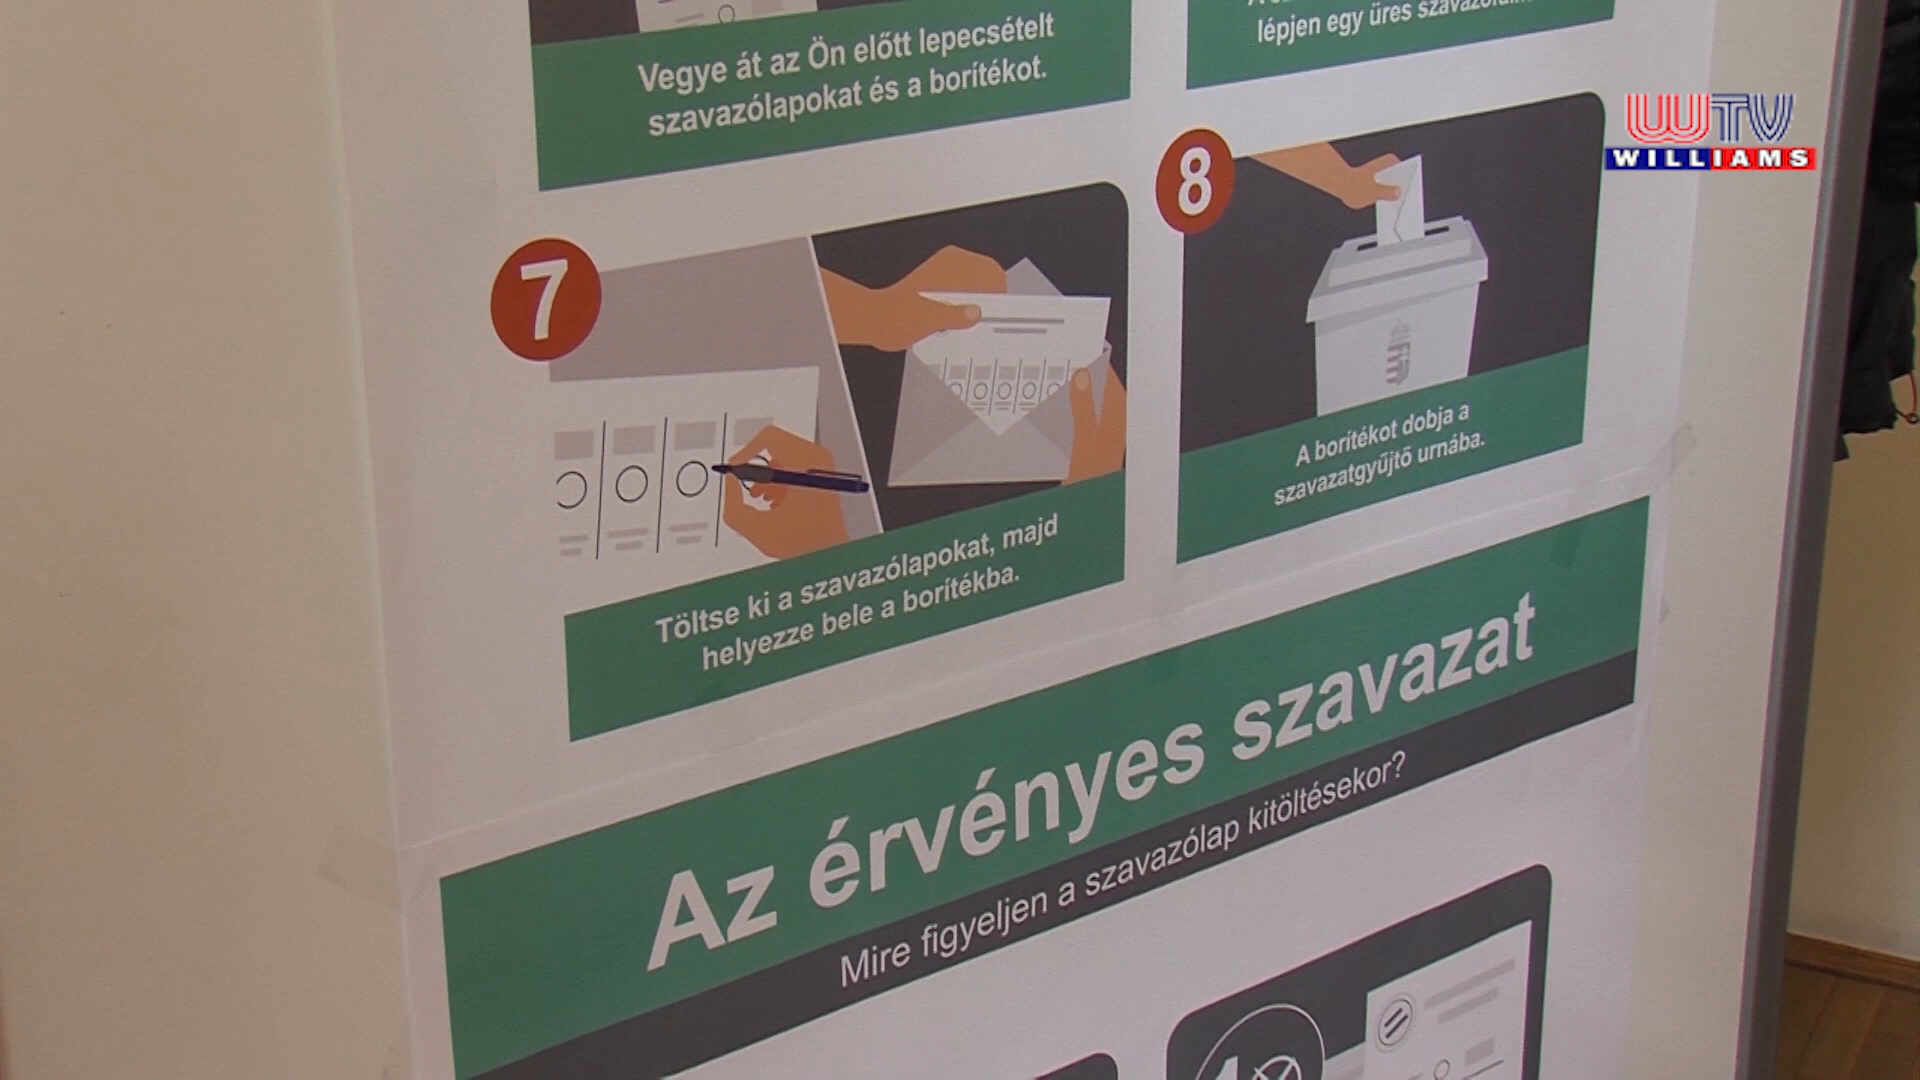 Vegye át az Ön előtt lepecsételt
szavazólapokat és a borítékot.
lépjen egy üres
WTV
WILLIAMS
7
Töltse ki a szavazólapokat, majd
helyezze bele a borítékba.
8
A borítékot dobja a
szavazatgyűjtő urnába.
Az érvényes szavazat
Mire figyeljen a szavazólap kitöltésekor?
1